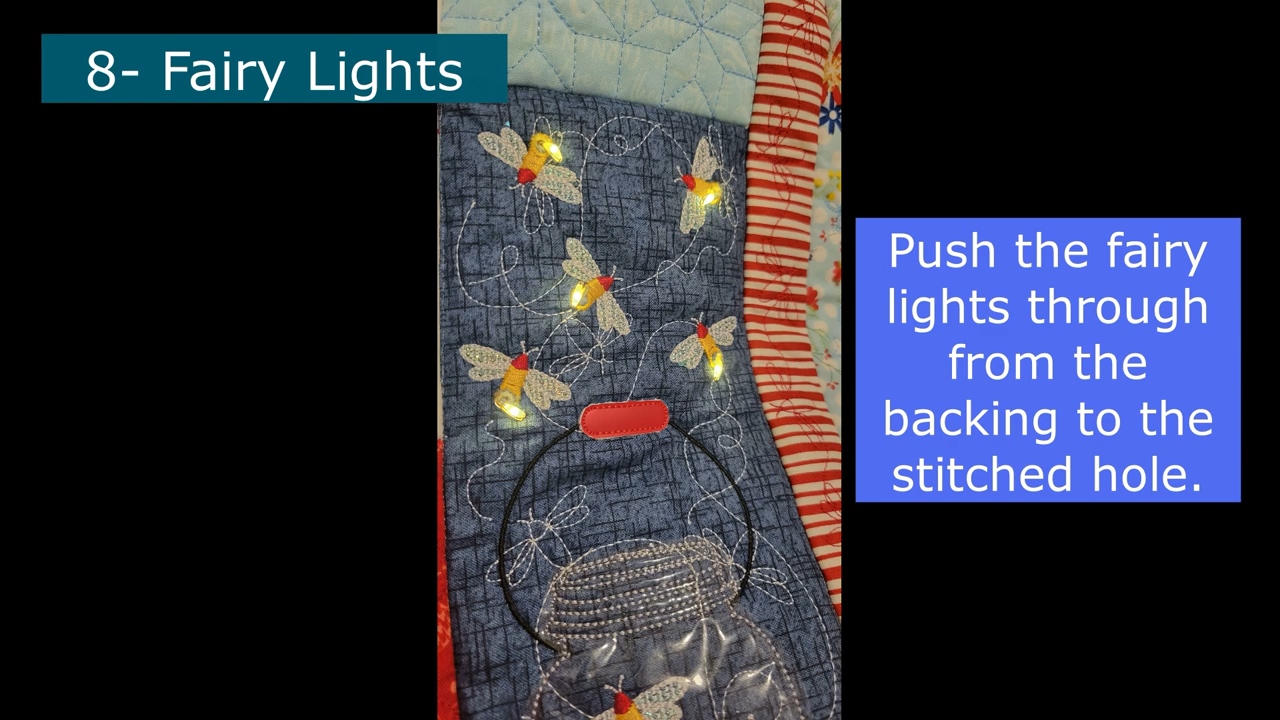 8- Fairy Lights
Push the fairy
lights through
from the
backing to the
stitched hole.